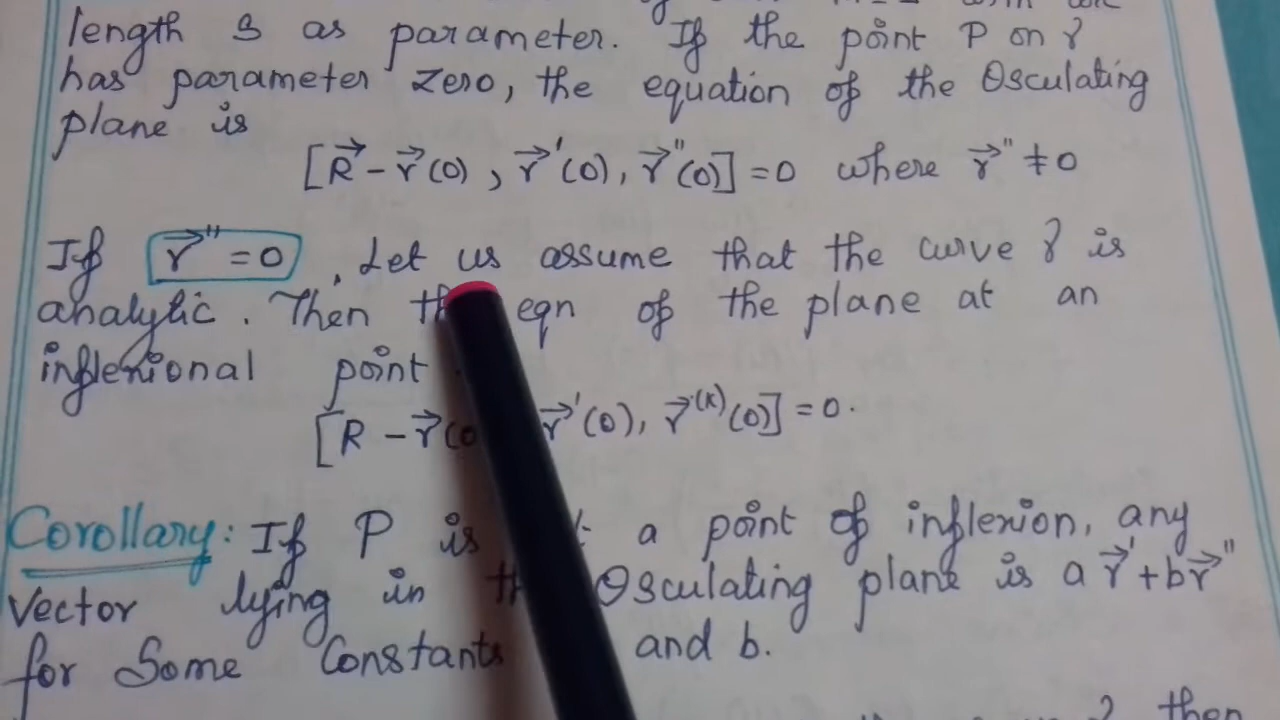 length s as parameter. If the point P on γ
has parameter zero, the equation of the Osculating
plane is
[R⃗ - r⃗(0), r⃗'(0), r⃗''(0)] = 0 where r⃗'' ≠ 0
If r⃗'' = 0, Let us assume that the curve γ is
analytic. Then eqn of the plane at an
inflexional point
[R - r⃗(0 r⃗'(0), r⃗^(k)(0)] = 0.
Corollary: If P is a point of inflexion, any
vector lying in Osculating plane is a r⃗' + b r⃗''
for Some Constants and b.
then